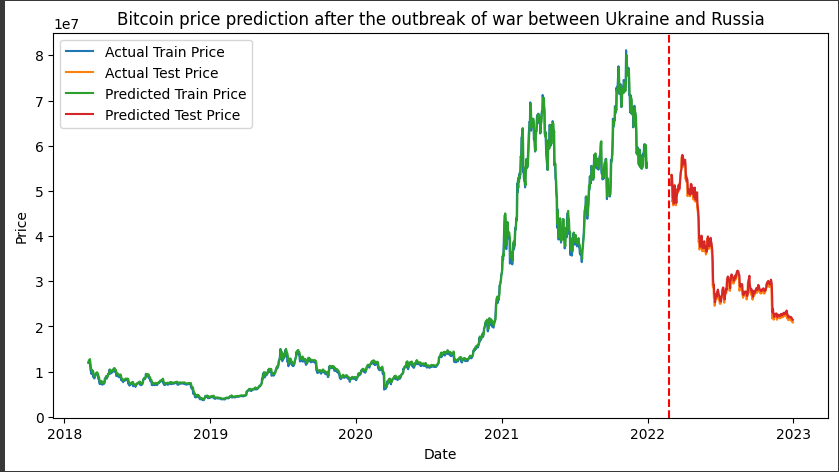 Bitcoin price prediction after the outbreak of war between Ukraine and Russia
1e7
Actual Train Price
Actual Test Price
Predicted Train Price
Predicted Test Price
8
7
6
5
4
3
2
1
0
Price
2018 2019 2020 2021 2022 2023
Date